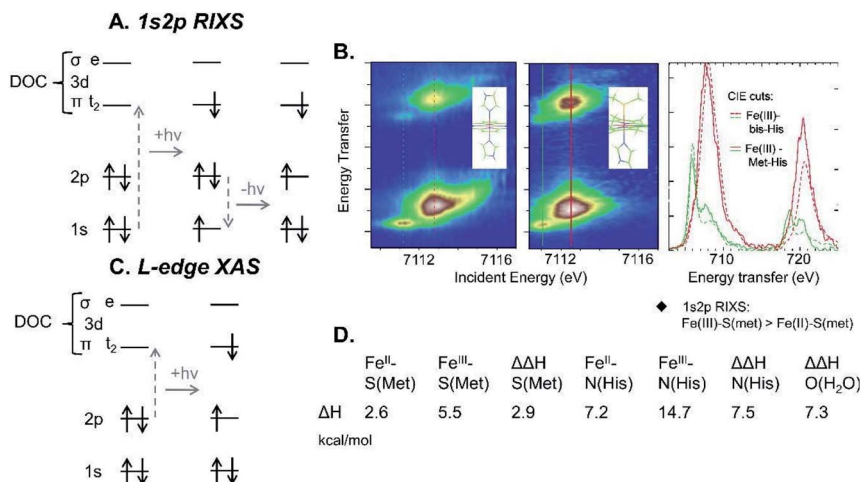 A. 1s2p RIXS
σ e
DOC
3d
π t₂
+hν
2p
-hν
1s
C. L-edge XAS
σ e
DOC
3d
π t₂
+hν
2p
1s
B.
Energy Transfer
7112 7116 7112 7116
Incident Energy (eV)
CIE cuts:
Fe(III)-
bis-His
Fe(III) -
Met-His
710 720
Energy transfer (eV)
◆ 1s2p RIXS:
Fe(III)-S(met) > Fe(II)-S(met)
D.
Feᴵᴵ- Feᴵᴵᴵ- ΔΔH Feᴵᴵ- Feᴵᴵᴵ- ΔΔH ΔΔH
S(Met) S(Met) S(Met) N(His) N(His) N(His) O(H₂O)
ΔH 2.6 5.5 2.9 7.2 14.7 7.5 7.3
kcal/mol